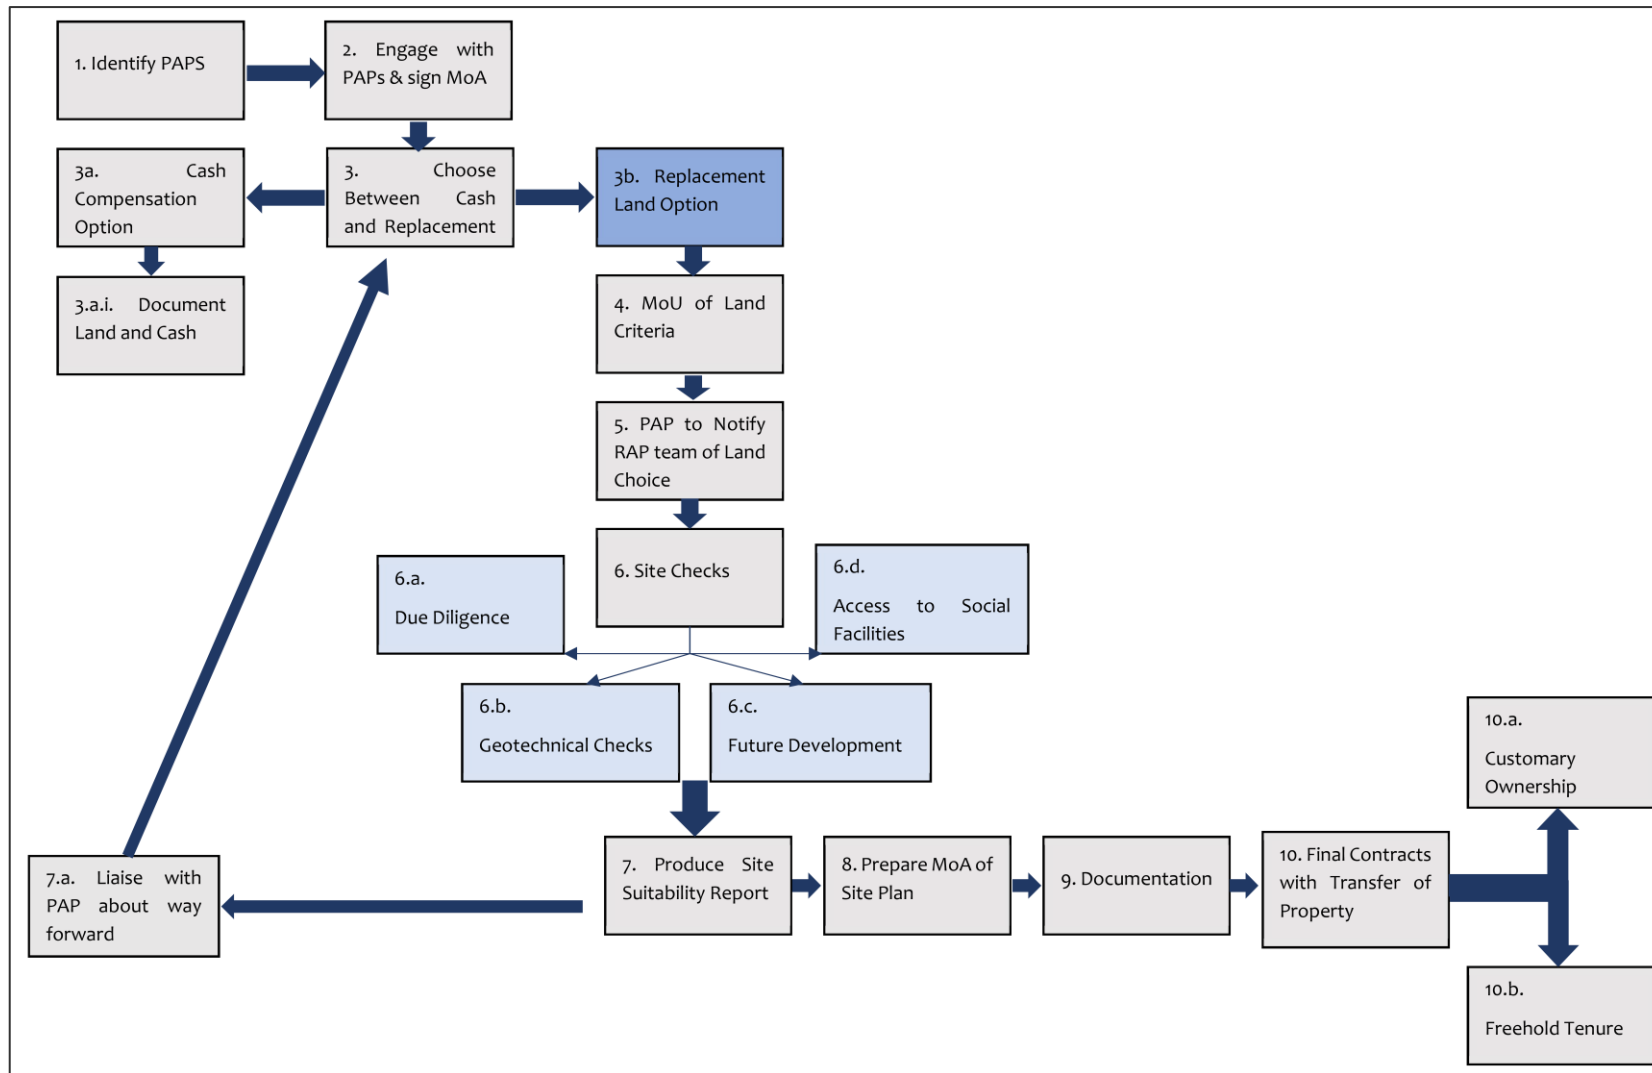 1. Identify PAPS
2. Engage with
PAPs & sign MoA
3a. Cash
Compensation
Option
3. Choose
Between Cash
and Replacement
3b. Replacement
Land Option
3.a.i. Document
Land and Cash
4. MoU of Land
Criteria
5. PAP to Notify
RAP team of Land
Choice
6. Site Checks
6.a.
Due Diligence
6.d.
Access to Social
Facilities
6.b.
Geotechnical Checks
6.c.
Future Development
7. Produce Site
Suitability Report
8. Prepare MoA of
Site Plan
9. Documentation
10. Final Contracts
with Transfer of
Property
10.a.
Customary
Ownership
10.b.
Freehold Tenure
7.a. Liaise with
PAP about way
forward